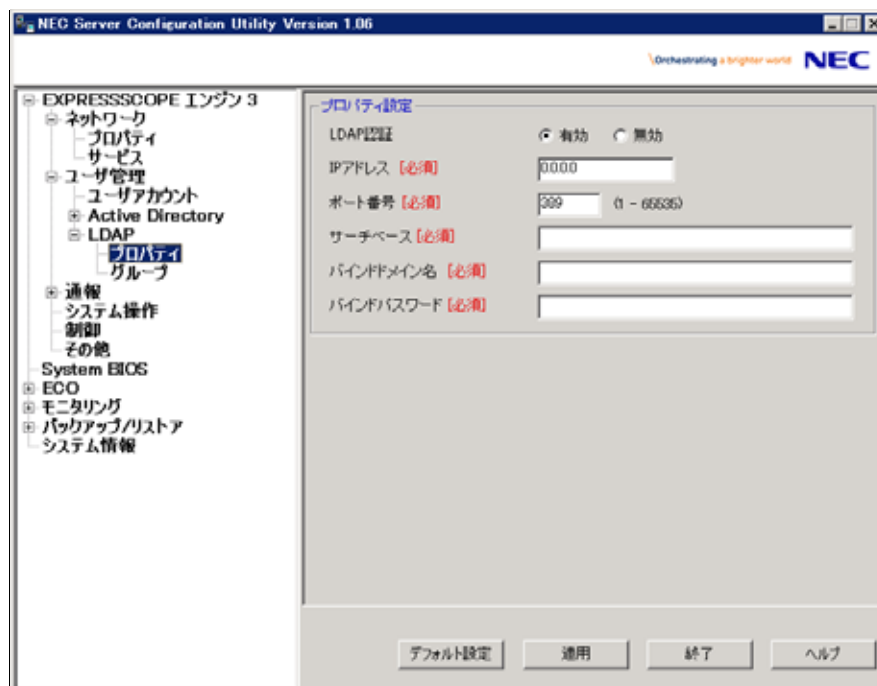 NEC Server Configuration Utility Version 1.06
Orchestrating a brighter world NEC
EXPRESSSCOPE エンジン 3
ネットワーク
プロパティ
サービス
ユーザ管理
ユーザアカウント
Active Directory
LDAP
プロパティ
グループ
通報
システム操作
制御
その他
System BIOS
ECO
モニタリング
バックアップ/リストア
システム情報
プロパティ設定
LDAP認証 有効 無効
IPアドレス [必須] 0.0.0.0
ポート番号 [必須] 389 (1 - 65535)
サーチベース [必須]
バインドドメイン名 [必須]
バインドパスワード [必須]
デフォルト設定 適用 終了 ヘルプ